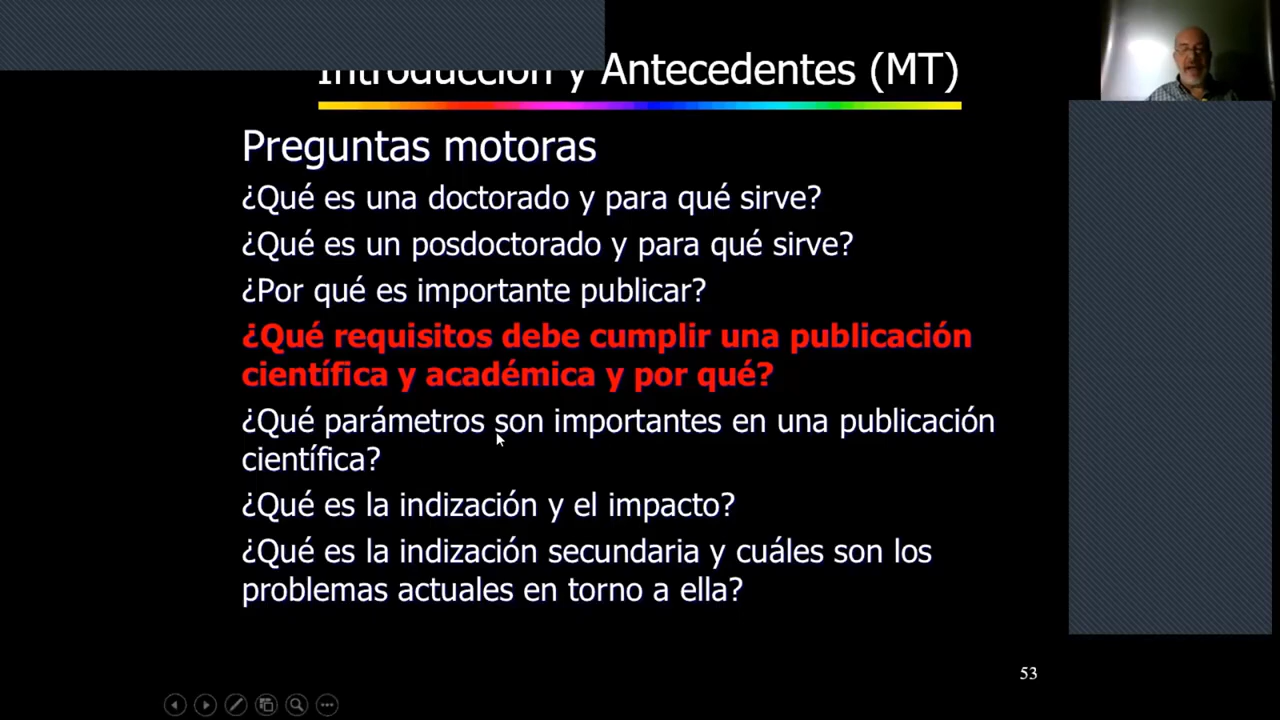 Introducción y Antecedentes (MT)
Preguntas motoras
¿Qué es una doctorado y para qué sirve?
¿Qué es un posdoctorado y para qué sirve?
¿Por qué es importante publicar?
¿Qué requisitos debe cumplir una publicación
científica y académica y por qué?
¿Qué parámetros son importantes en una publicación
científica?
¿Qué es la indización y el impacto?
¿Qué es la indización secundaria y cuáles son los
problemas actuales en torno a ella?
53